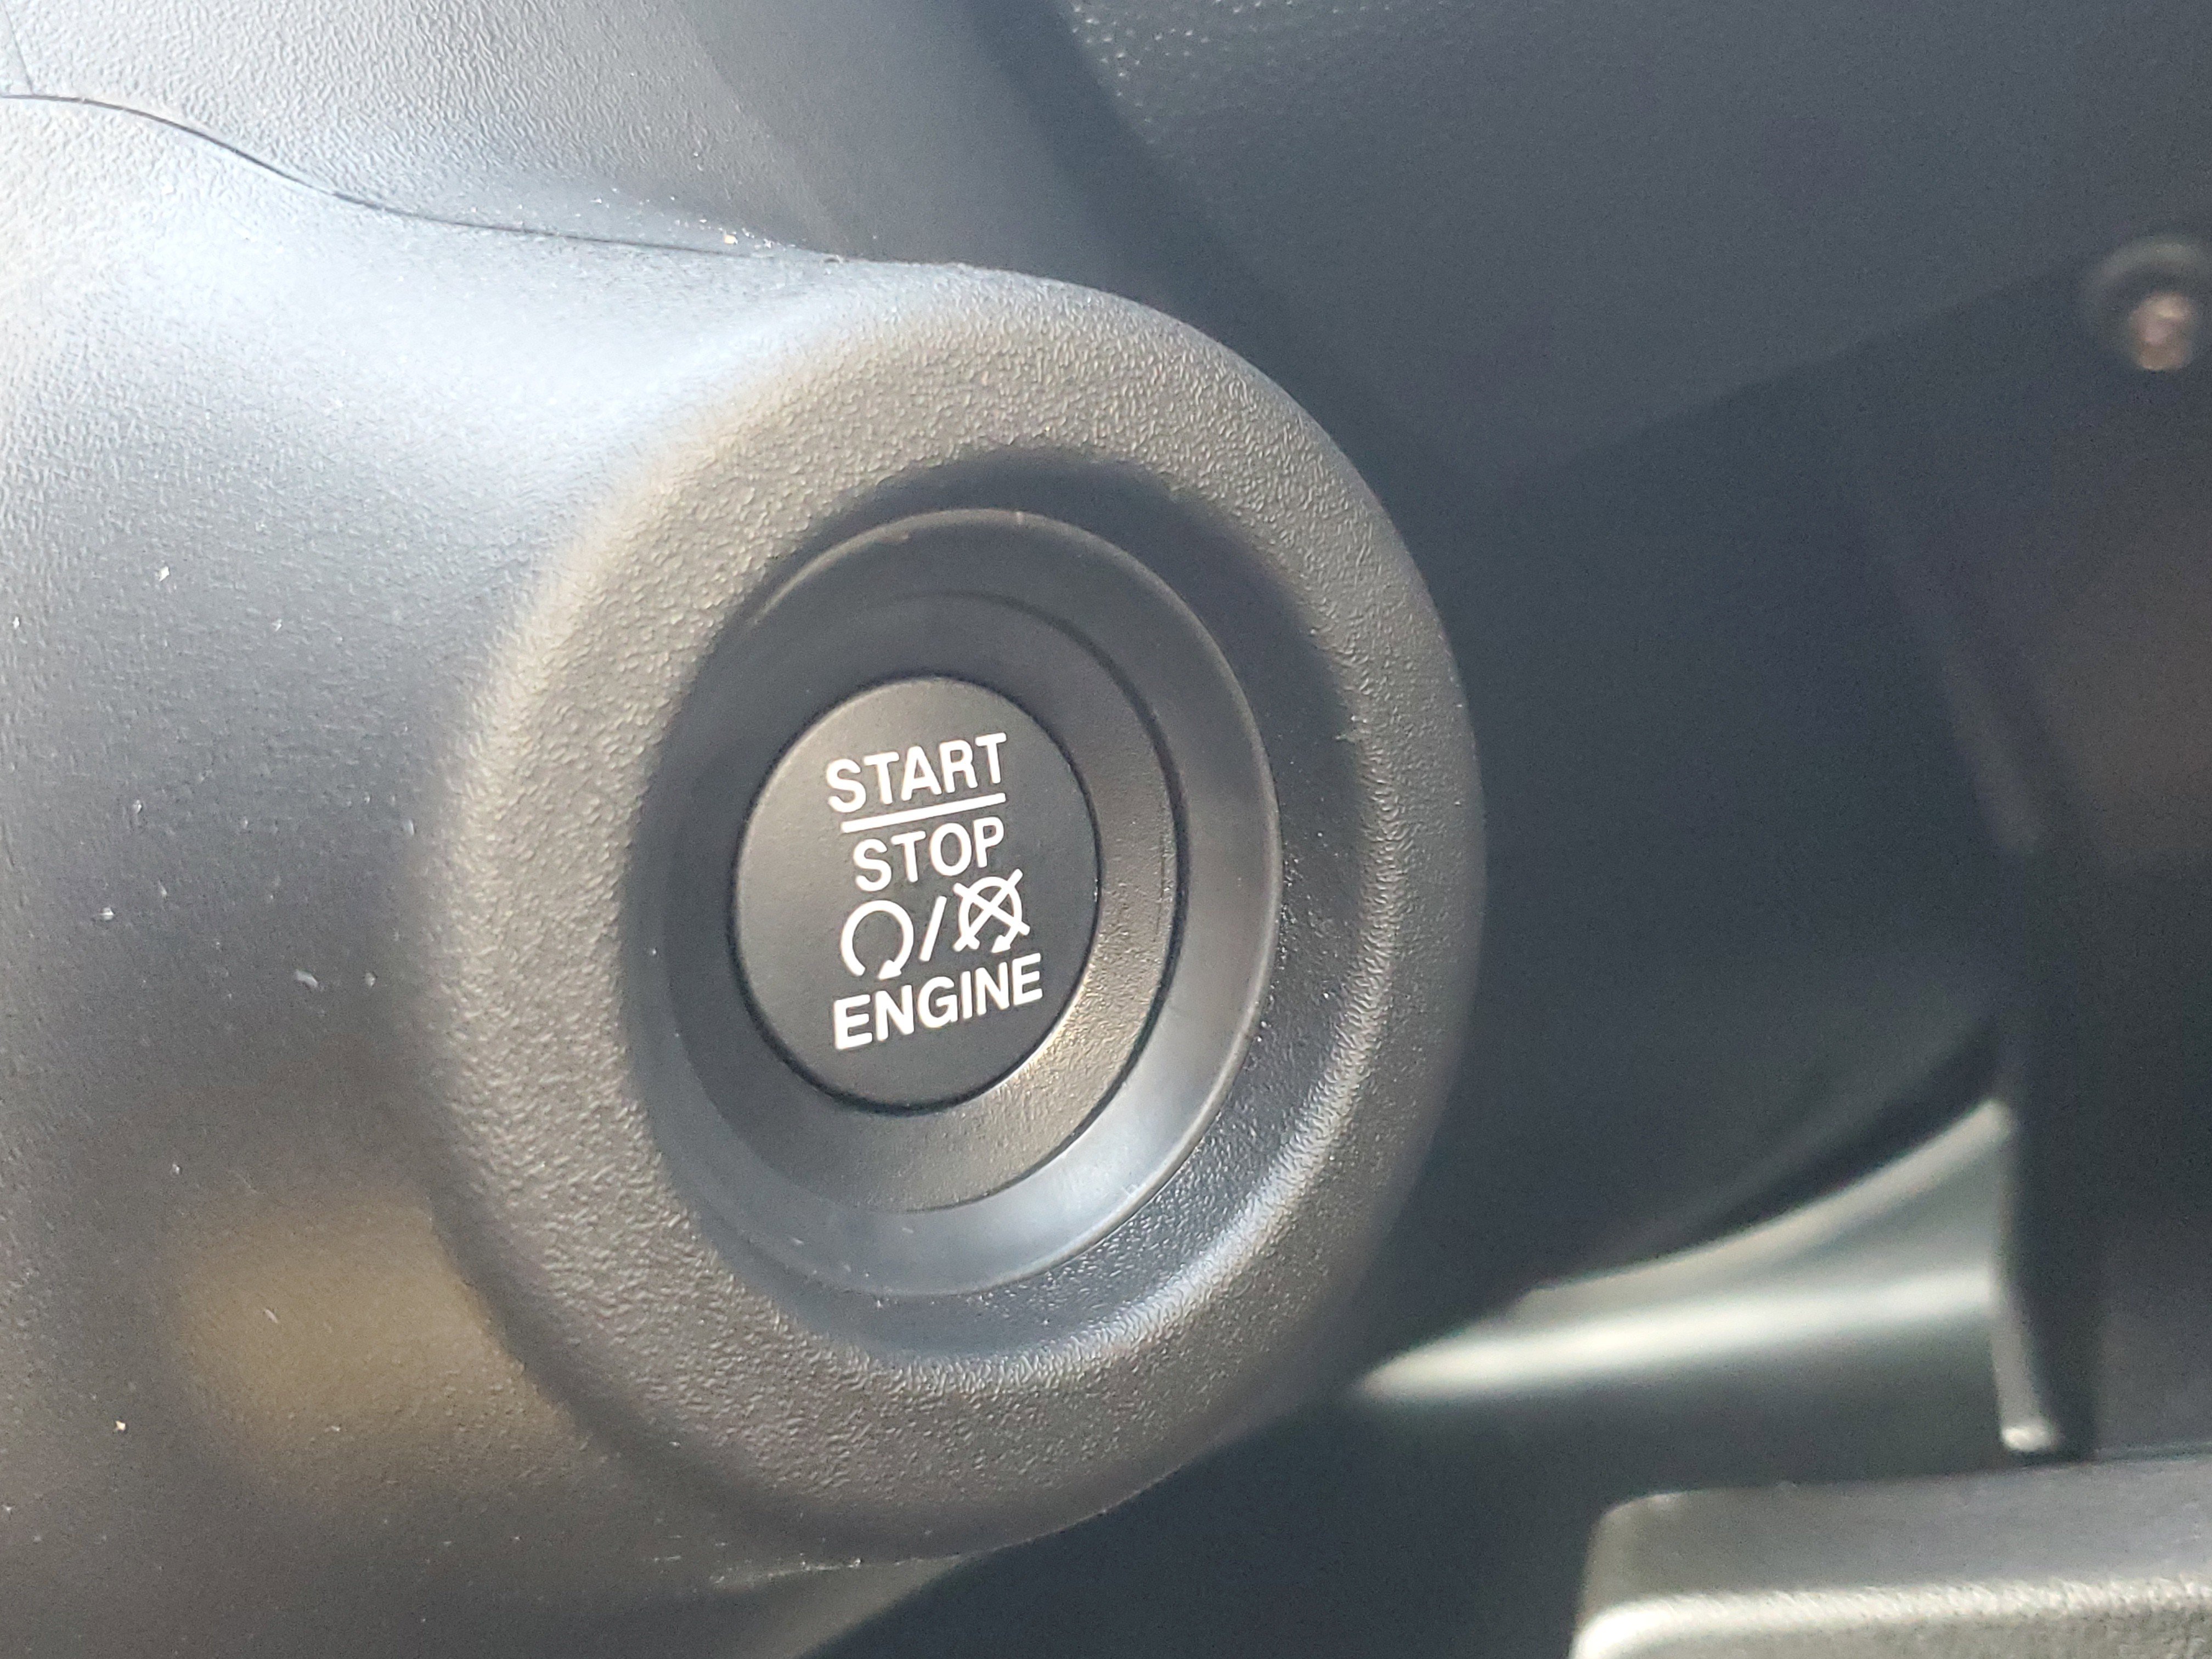 START
STOP
/
ENGINE